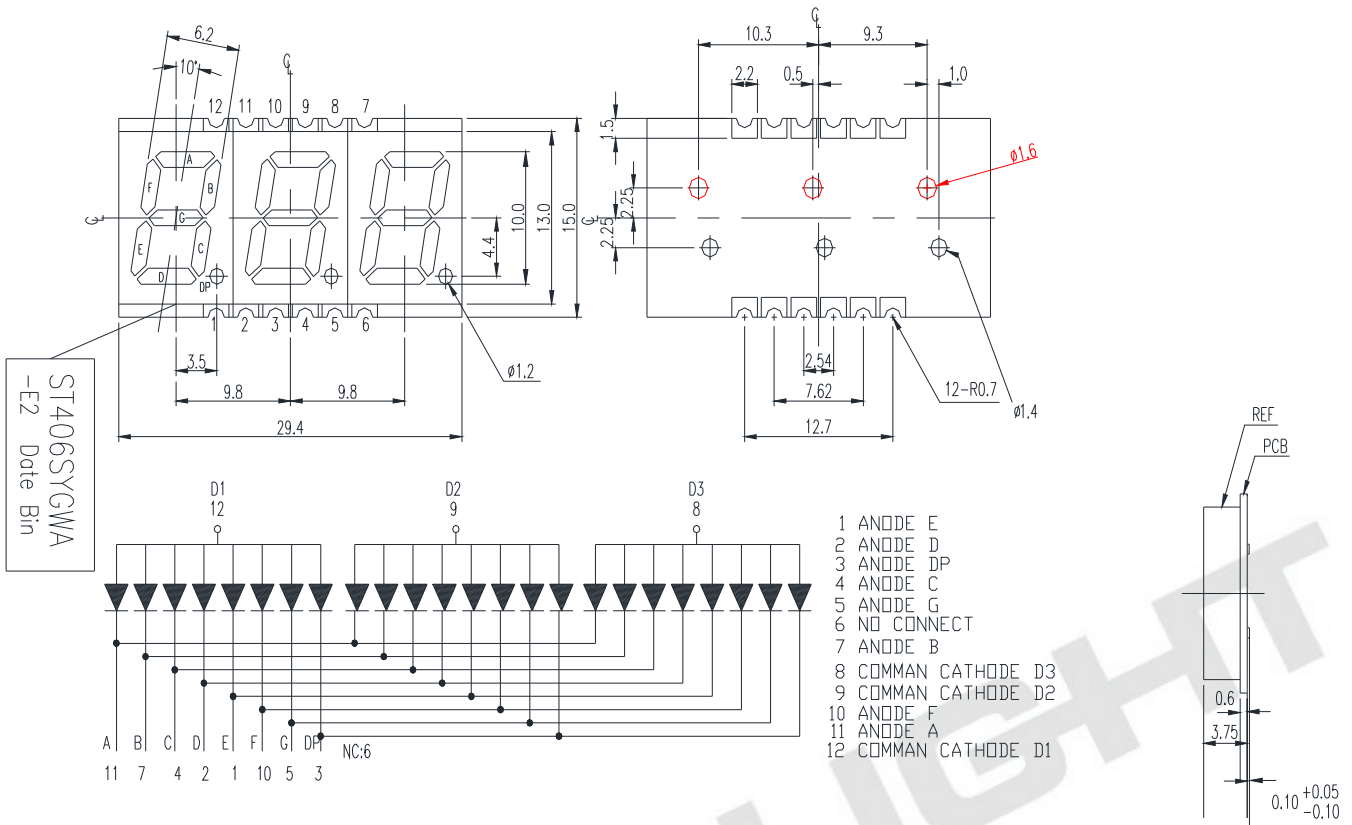 6.2
10°
12 11 10 9 8 7
A
F B
G
E C
D
DP
1 2 3 4 5 6
4.4
10.0
13.0
15.0
3.5
9.8 9.8
29.4
ø1.2
ST406SYGWA
-E2 Date Bin
10.3 9.3
2.2 0.5 1.0
1.5
ø1.6
2.25
2.25
2.54
7.62
12.7
12-R0.7
ø1.4
REF
PCB
0.6
3.75
0.10 +0.05
-0.10
D1 D2 D3
12 9 8
A B C D E F G DP NC:6
11 7 4 2 1 10 5 3
1 ANODE E
2 ANODE D
3 ANODE DP
4 ANODE C
5 ANODE G
6 NO CONNECT
7 ANODE B
8 COMMAN CATHODE D3
9 COMMAN CATHODE D2
10 ANODE F
11 ANODE A
12 COMMAN CATHODE D1